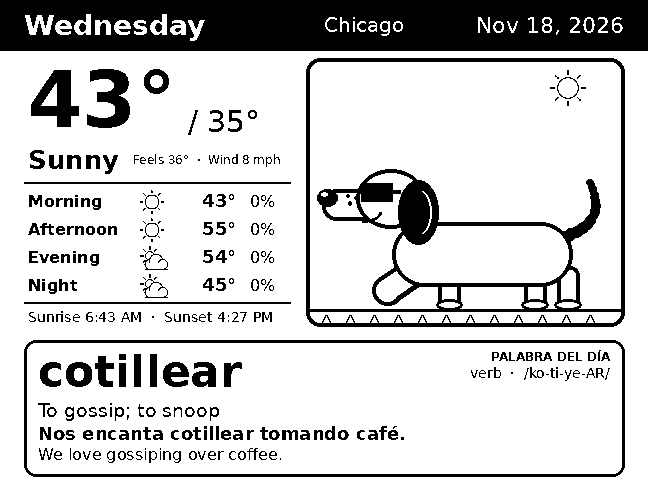 Wednesday Chicago Nov 18, 2026
43° / 35°
Sunny Feels 36° · Wind 8 mph
Morning 43° 0%
Afternoon 55° 0%
Evening 54° 0%
Night 45° 0%
Sunrise 6:43 AM · Sunset 4:27 PM
cotillear
PALABRA DEL DÍA
verb · /ko-ti-ye-AR/
To gossip; to snoop
Nos encanta cotillear tomando café.
We love gossiping over coffee.